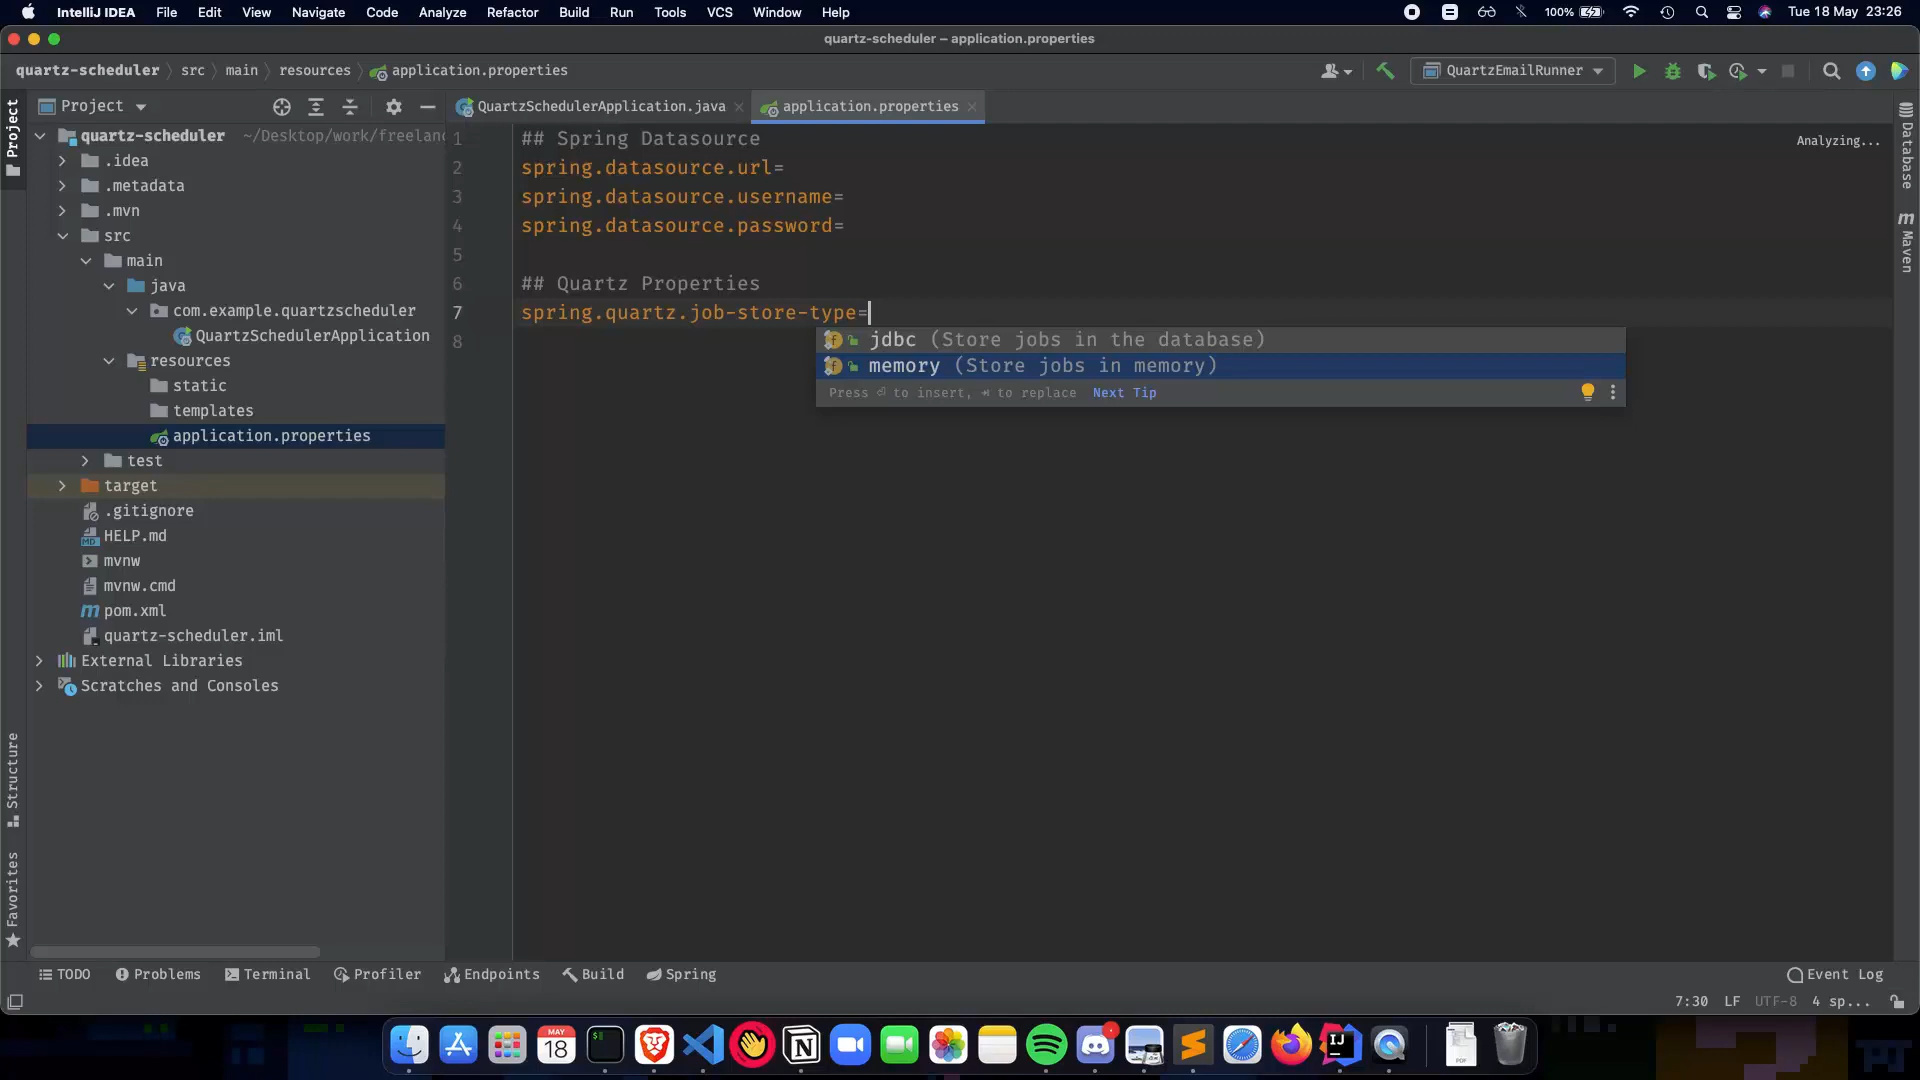 IntelliJ IDEA File Edit View Navigate Code Analyze Refactor Build Run Tools VCS Window Help 100% Tue 18 May 23:26
quartz-scheduler – application.properties
quartz-scheduler src main resources application.properties QuartzEmailRunner
Project
Project
QuartzSchedulerApplication.java
application.properties
quartz-scheduler ~/Desktop/work/freelanc
.idea
.metadata
.mvn
src
main
java
com.example.quartzscheduler
QuartzSchedulerApplication
resources
static
templates
application.properties
test
target
.gitignore
HELP.md
mvnw
mvnw.cmd
pom.xml
quartz-scheduler.iml
External Libraries
Scratches and Consoles
Structure
Favorites
1 ## Spring Datasource
2 spring.datasource.url=
3 spring.datasource.username=
4 spring.datasource.password=
5
6 ## Quartz Properties
7 spring.quartz.job-store-type=
8
jdbc (Store jobs in the database)
memory (Store jobs in memory)
Press ⏎ to insert, ⇥ to replace Next Tip
Analyzing...
Database
m Maven
TODO Problems Terminal Profiler Endpoints Build Spring Event Log
7:30 LF UTF-8 4 sp...
MAY
18